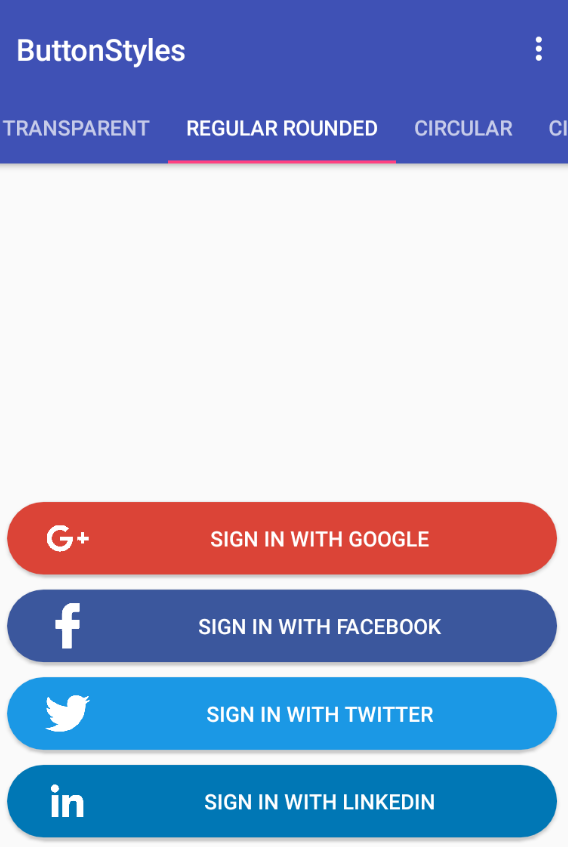 ButtonStyles
TRANSPARENT REGULAR ROUNDED CIRCULAR CI
G+ SIGN IN WITH GOOGLE
f SIGN IN WITH FACEBOOK
SIGN IN WITH TWITTER
in SIGN IN WITH LINKEDIN